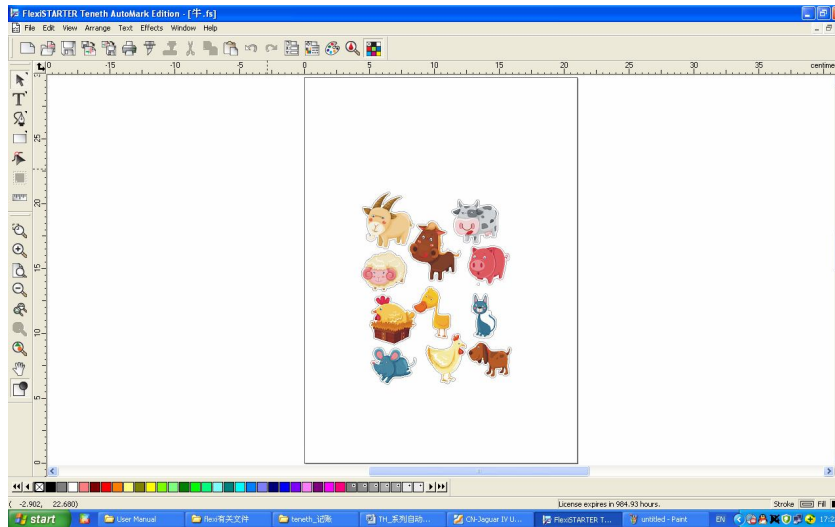 FlexiSTARTER Teneth AutoMark Edition - [牛.fs]
File Edit View Arrange Text Effects Window Help
-15 -10 -5 0 5 10 15 20 25 30 35 centime
25
20
15
10
5
0
( -2.902, 22.680)
License expires in 984.93 hours.
Stroke Fill
start
User Manual
flexi有关文件
teneth_记账
TH_系列自动...
CN-Jaguar IV U...
FlexiSTARTER T...
untitled - Paint
EN